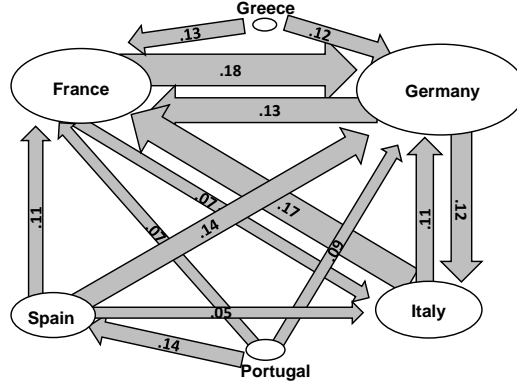 Greece
.13
.12
France
.18
Germany
.13
.07
.17
.11
.14
.07
.09
.11
.12
Spain
.05
Italy
.14
Portugal